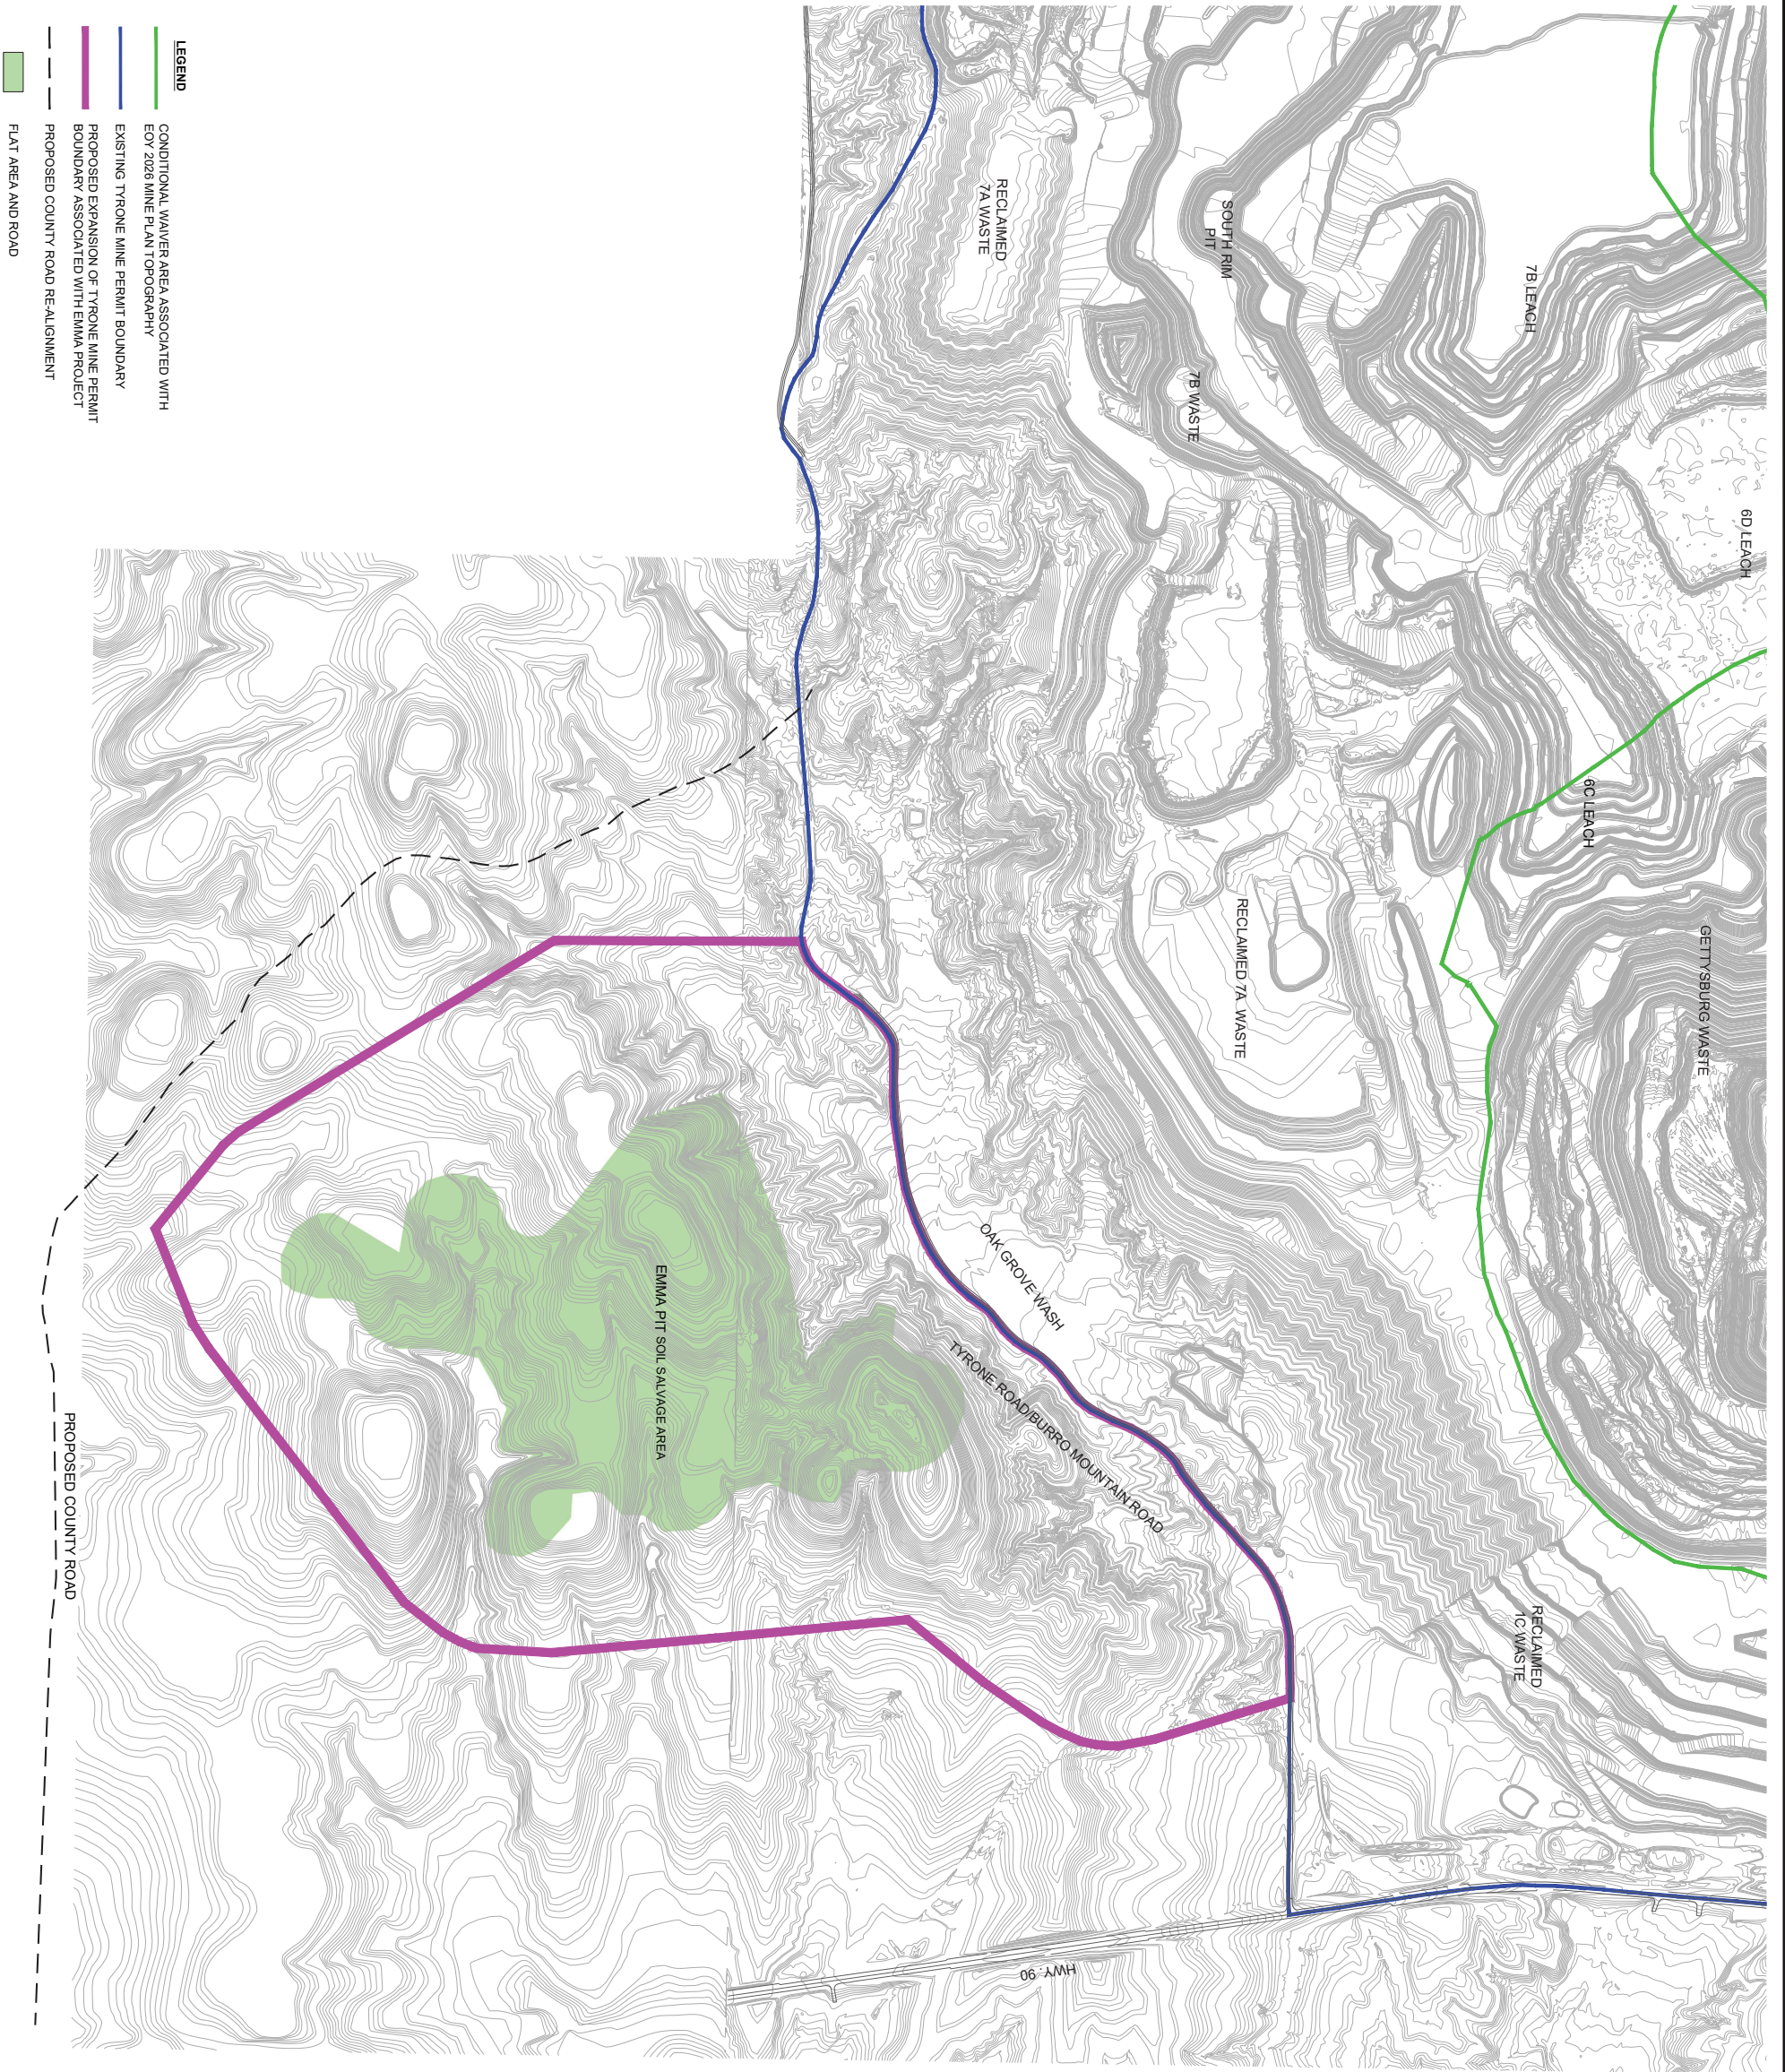 6D LEACH
GETTYSBURG WASTE
6C LEACH
7B LEACH
RECLAIMED
1C WASTE
SOUTH RIM
PIT
7B WASTE
RECLAIMED 7A WASTE
RECLAIMED
7A WASTE
OAK GROVE WASH
TYRONE ROAD/BURRO MOUNTAIN ROAD
HWY. 90
EMMA PIT SOIL SALVAGE AREA
PROPOSED COUNTY ROAD
LEGEND
CONDITIONAL WAIVER AREA ASSOCIATED WITH
EOY 2026 MINE PLAN TOPOGRAPHY
EXISTING TYRONE MINE PERMIT BOUNDARY
PROPOSED EXPANSION OF TYRONE MINE PERMIT
BOUNDARY ASSOCIATED WITH EMMA PROJECT
PROPOSED COUNTY ROAD RE-ALIGNMENT
FLAT AREA AND ROAD